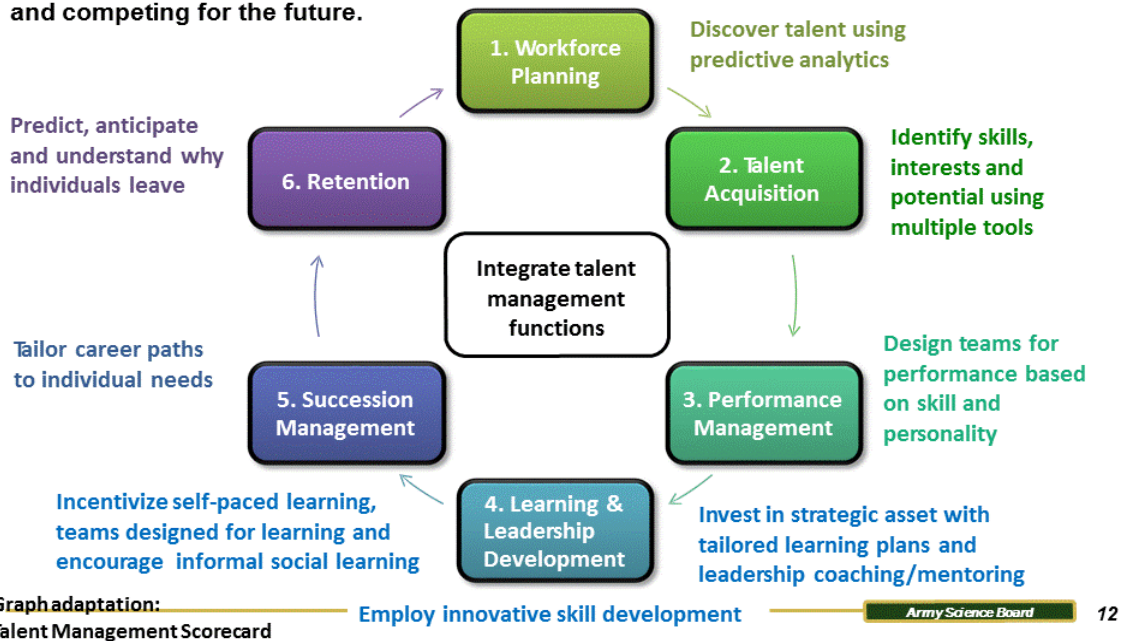 and competing for the future.
1. Workforce
Planning
Discover talent using
predictive analytics
Predict, anticipate
and understand why
individuals leave
6. Retention
2. Talent
Acquisition
Identify skills,
interests and
potential using
multiple tools
Integrate talent
management
functions
Tailor career paths
to individual needs
5. Succession
Management
3. Performance
Management
Design teams for
performance based
on skill and
personality
Incentivize self-paced learning,
teams designed for learning and
encourage informal social learning
4. Learning &
Leadership
Development
Invest in strategic asset with
tailored learning plans and
leadership coaching/mentoring
Graph adaptation:
Talent Management Scorecard
Employ innovative skill development
Army Science Board
12